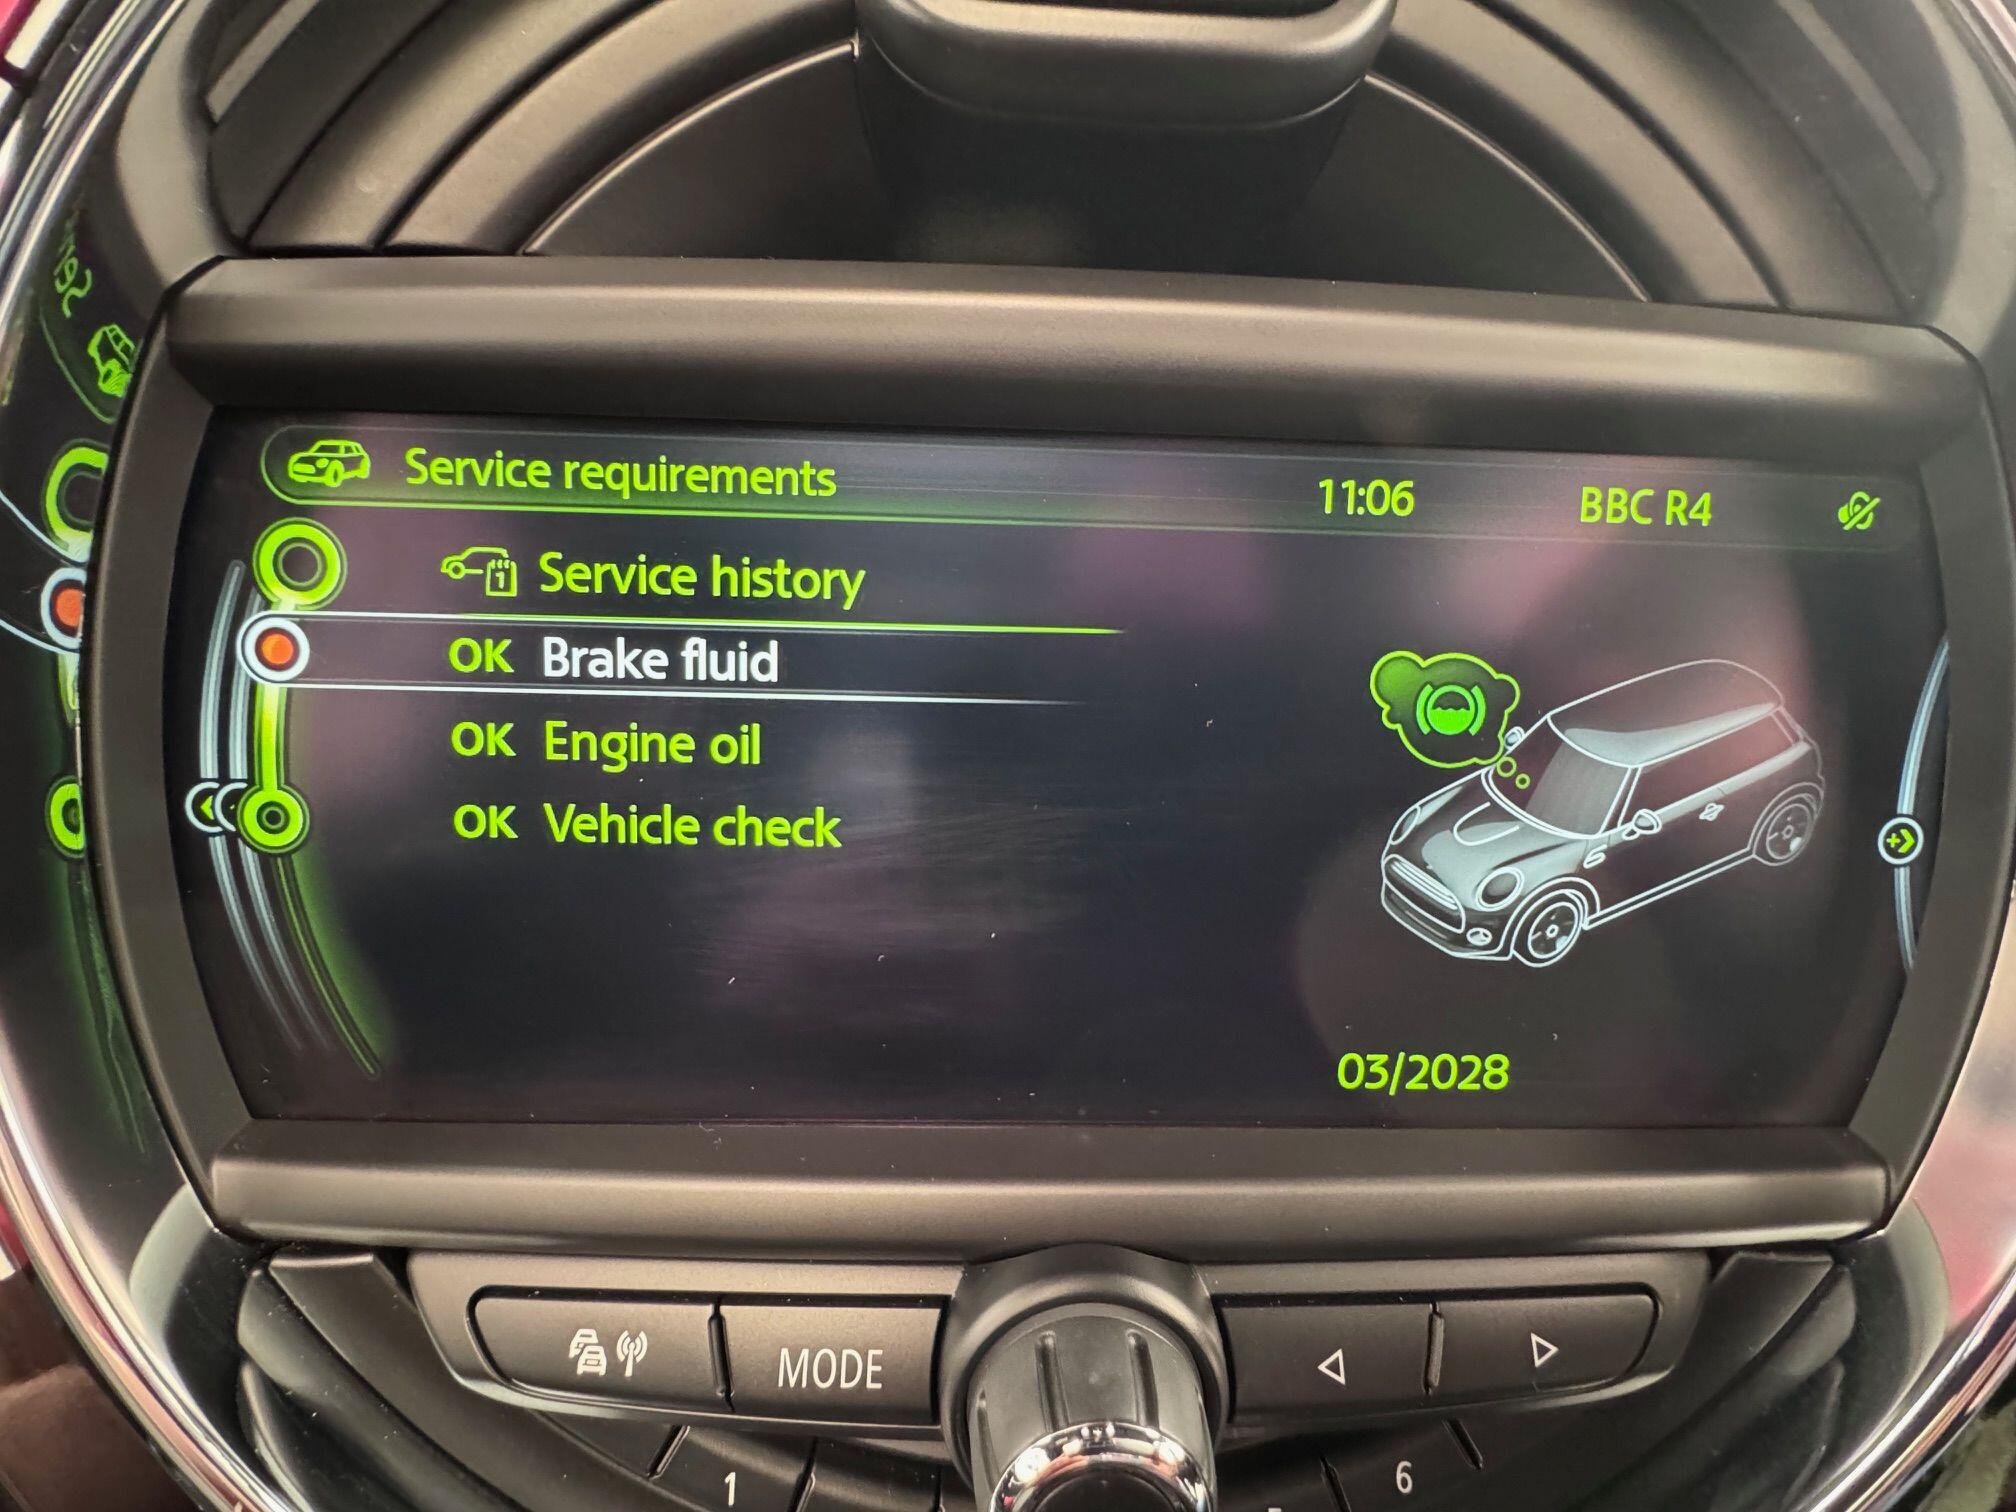 Service requirements 11:06 BBC R4
1 Service history
OK Brake fluid
OK Engine oil
OK Vehicle check
03/2028
MODE
1 6